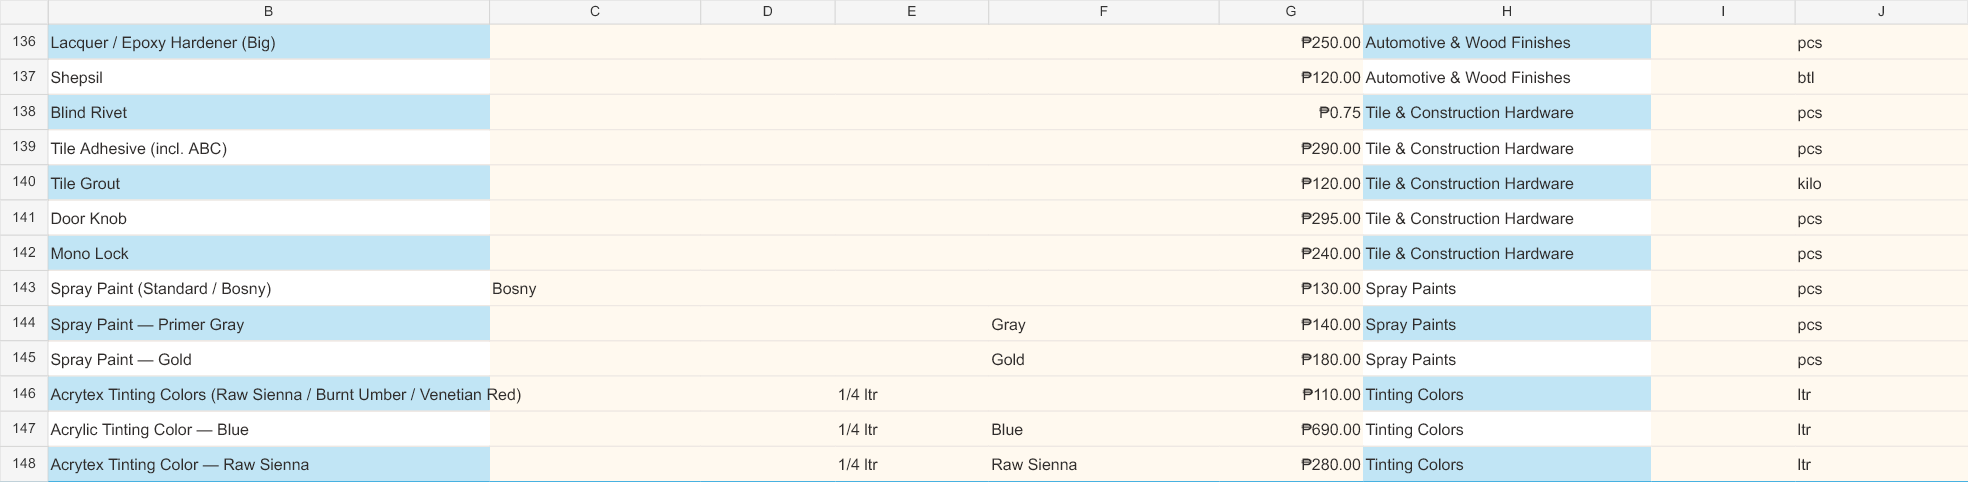 B C D E F G H I J
136 Lacquer / Epoxy Hardener (Big) ₱250.00 Automotive & Wood Finishes pcs
137 Shepsil ₱120.00 Automotive & Wood Finishes btl
138 Blind Rivet ₱0.75 Tile & Construction Hardware pcs
139 Tile Adhesive (incl. ABC) ₱290.00 Tile & Construction Hardware pcs
140 Tile Grout ₱120.00 Tile & Construction Hardware kilo
141 Door Knob ₱295.00 Tile & Construction Hardware pcs
142 Mono Lock ₱240.00 Tile & Construction Hardware pcs
143 Spray Paint (Standard / Bosny) Bosny ₱130.00 Spray Paints pcs
144 Spray Paint — Primer Gray Gray ₱140.00 Spray Paints pcs
145 Spray Paint — Gold Gold ₱180.00 Spray Paints pcs
146 Acrytex Tinting Colors (Raw Sienna / Burnt Umber / Venetian Red) 1/4 ltr ₱110.00 Tinting Colors ltr
147 Acrylic Tinting Color — Blue 1/4 ltr Blue ₱690.00 Tinting Colors ltr
148 Acrytex Tinting Color — Raw Sienna 1/4 ltr Raw Sienna ₱280.00 Tinting Colors ltr